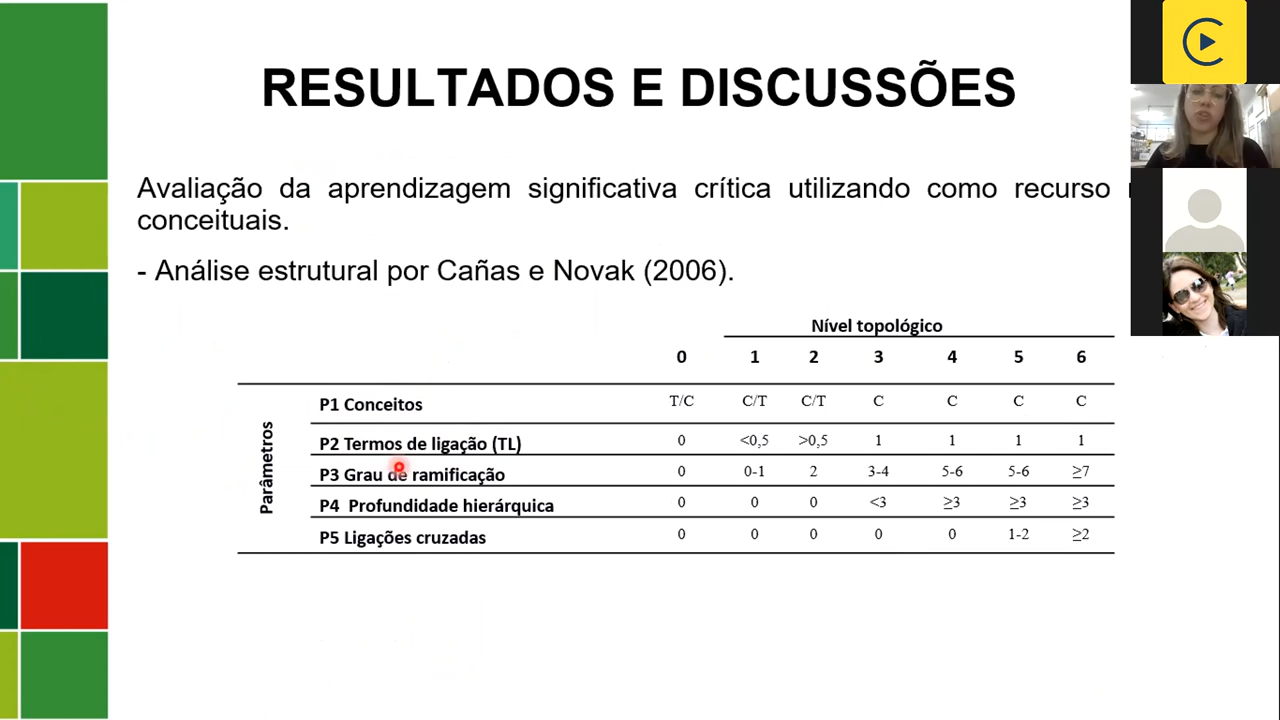 RESULTADOS E DISCUSSÕES
Avaliação da aprendizagem significativa crítica utilizando como recurso
conceituais.
- Análise estrutural por Cañas e Novak (2006).
Nível topológico
0 1 2 3 4 5 6
Parâmetros
P1 Conceitos T/C C/T C/T C C C C
P2 Termos de ligação (TL) 0 <0,5 >0,5 1 1 1 1
P3 Grau de ramificação 0 0-1 2 3-4 5-6 5-6 ≥7
P4 Profundidade hierárquica 0 0 0 <3 ≥3 ≥3 ≥3
P5 Ligações cruzadas 0 0 0 0 0 1-2 ≥2